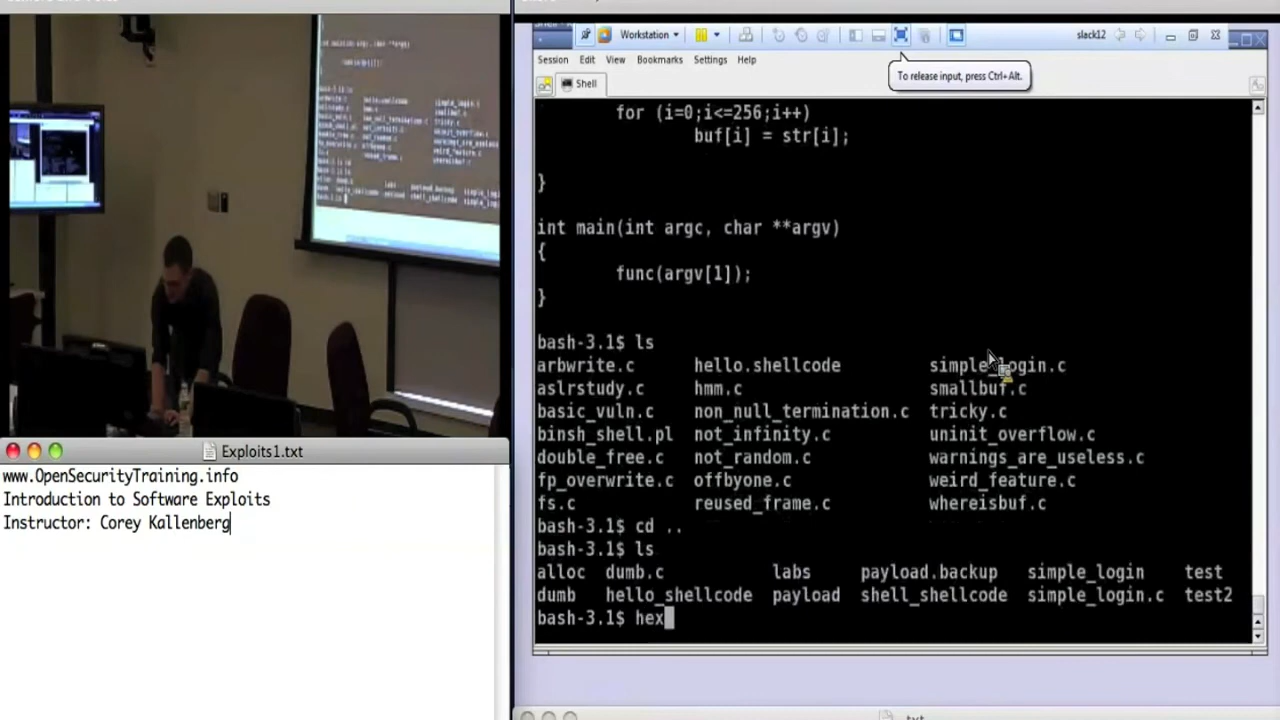 Workstation
slack12
Session Edit View Bookmarks Settings Help
To release input, press Ctrl+Alt.
Shell
for (i=0;i<=256;i++)
buf[i] = str[i];
}
int main(int argc, char **argv)
{
func(argv[1]);
}
bash-3.1$ ls
arbwrite.c hello.shellcode simple_login.c
aslrstudy.c hmm.c smallbuf.c
basic_vuln.c non_null_termination.c tricky.c
binsh_shell.pl not_infinity.c uninit_overflow.c
double_free.c not_random.c warnings_are_useless.c
fp_overwrite.c offbyone.c weird_feature.c
fs.c reused_frame.c whereisbuf.c
bash-3.1$ cd ..
bash-3.1$ ls
alloc dumb.c labs payload.backup simple_login test
dumb hello_shellcode payload shell_shellcode simple_login.c test2
bash-3.1$ hex
Exploits1.txt
www.OpenSecurityTraining.info
Introduction to Software Exploits
Instructor: Corey Kallenberg